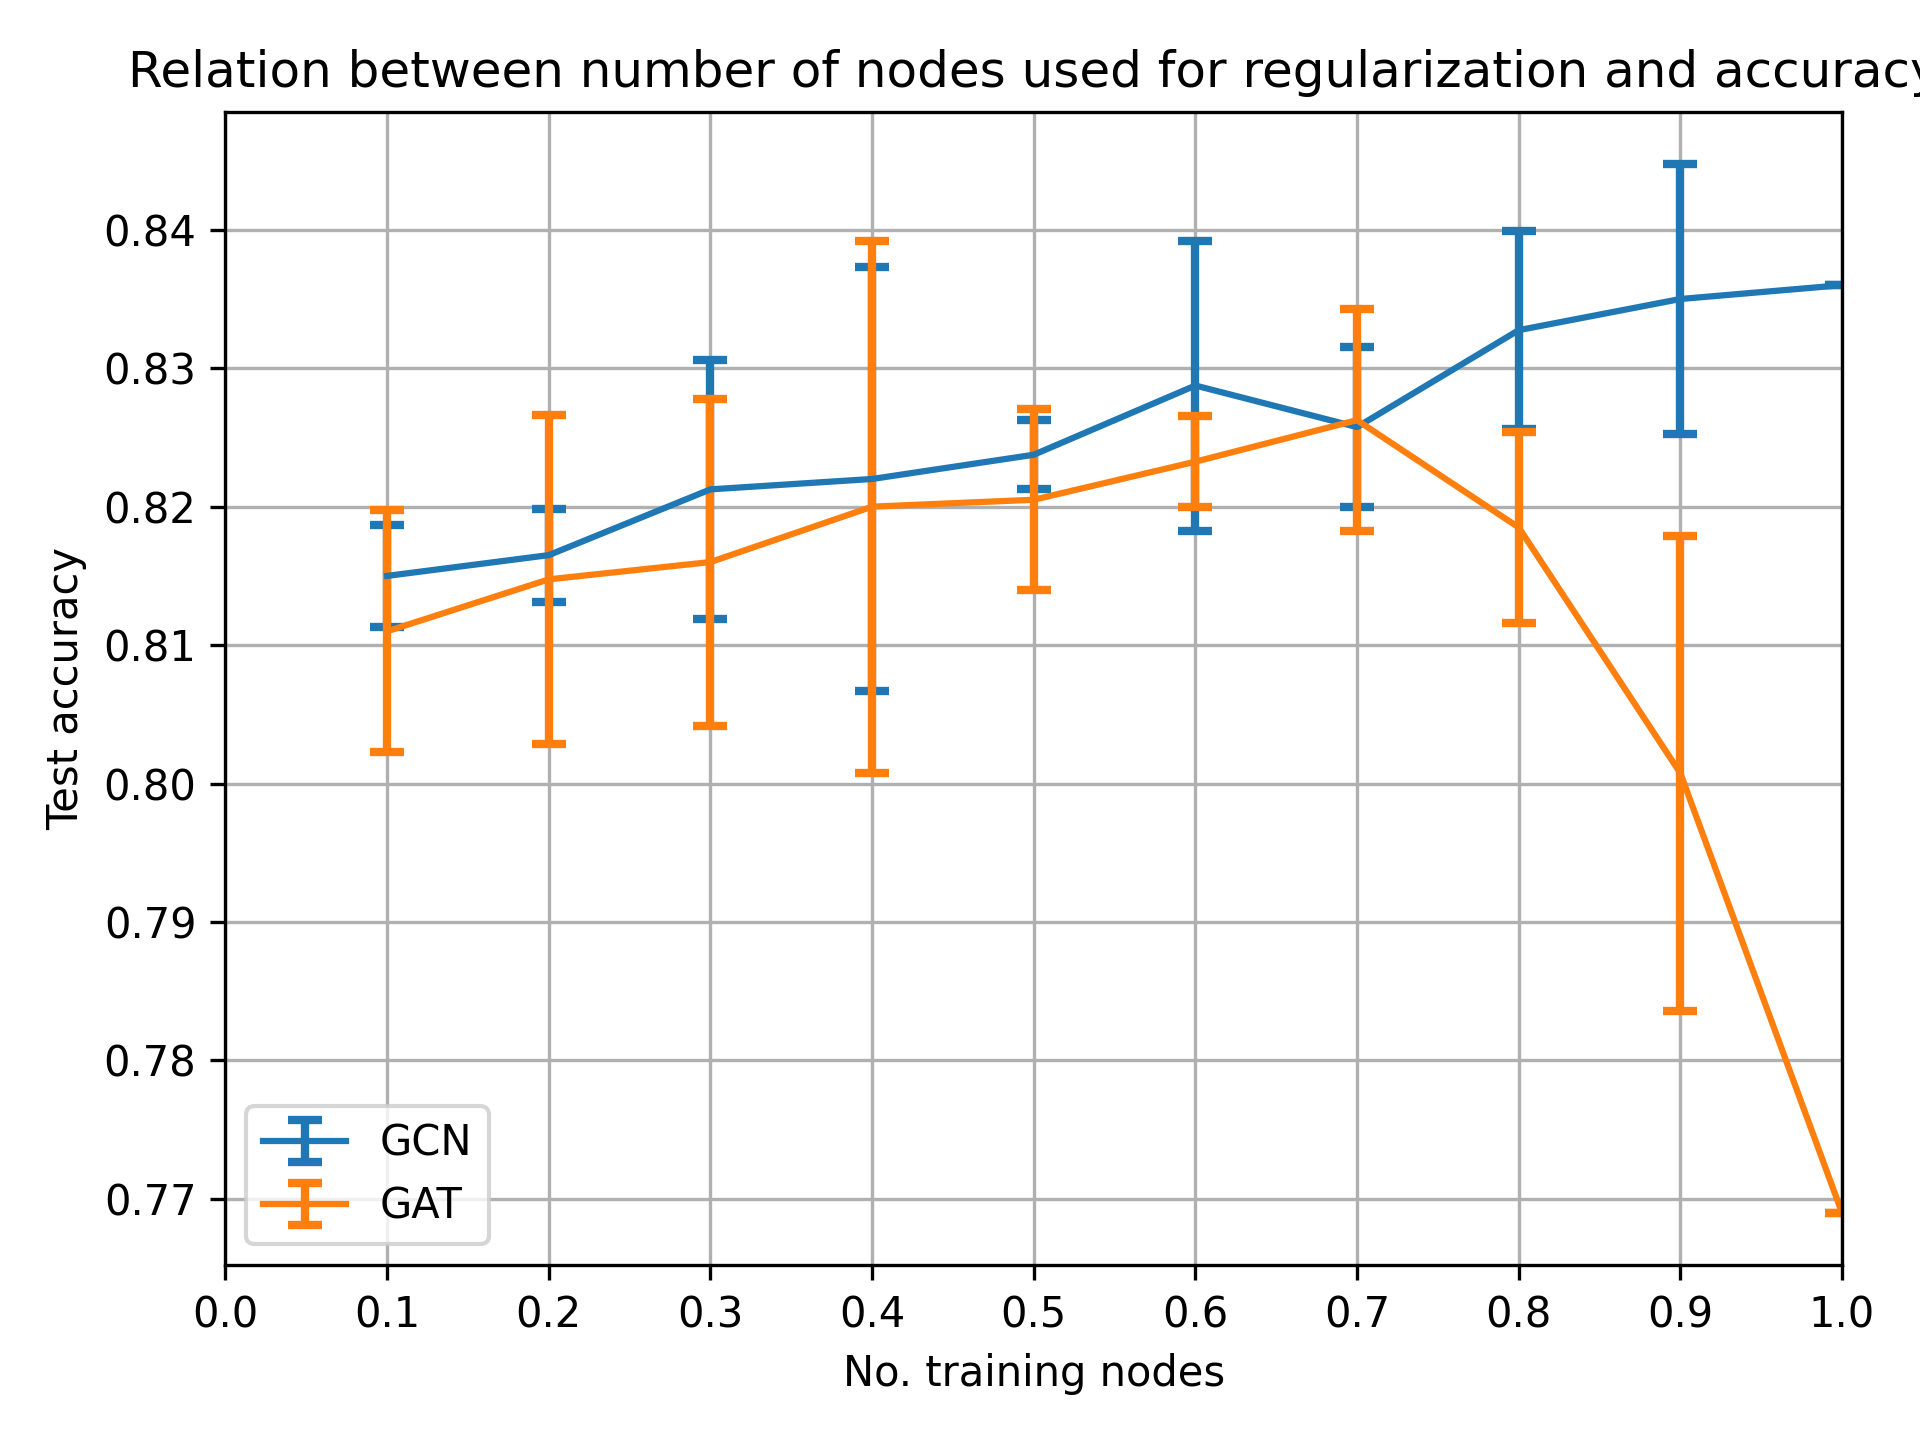 Relation between number of nodes used for regularization and accuracy
Test accuracy
0.84
0.83
0.82
0.81
0.80
0.79
0.78
0.77
GCN
GAT
0.0 0.1 0.2 0.3 0.4 0.5 0.6 0.7 0.8 0.9 1.0
No. training nodes